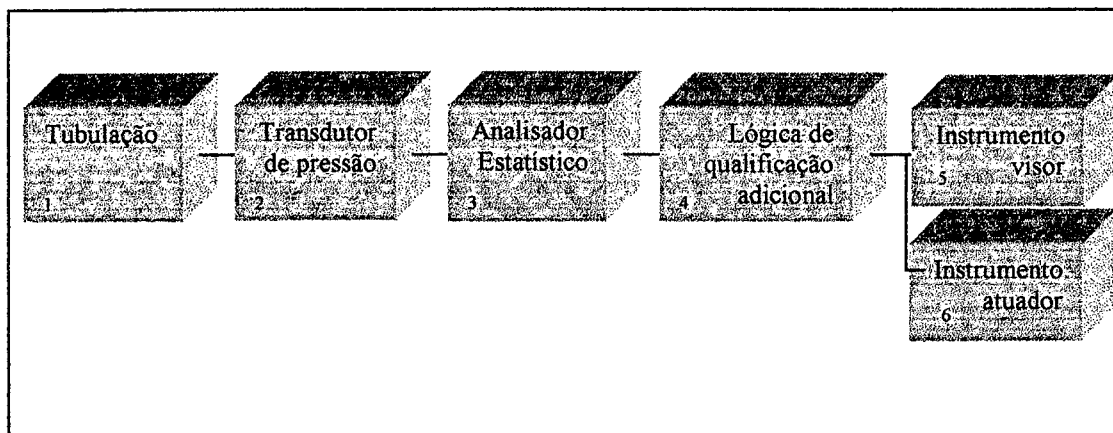 Tubulação
1
Transdutor
de pressão
2
Analisador
Estatístico
3
Lógica de
qualificação
adicional
4
Instrumento
visor
5
Instrumento
atuador
6